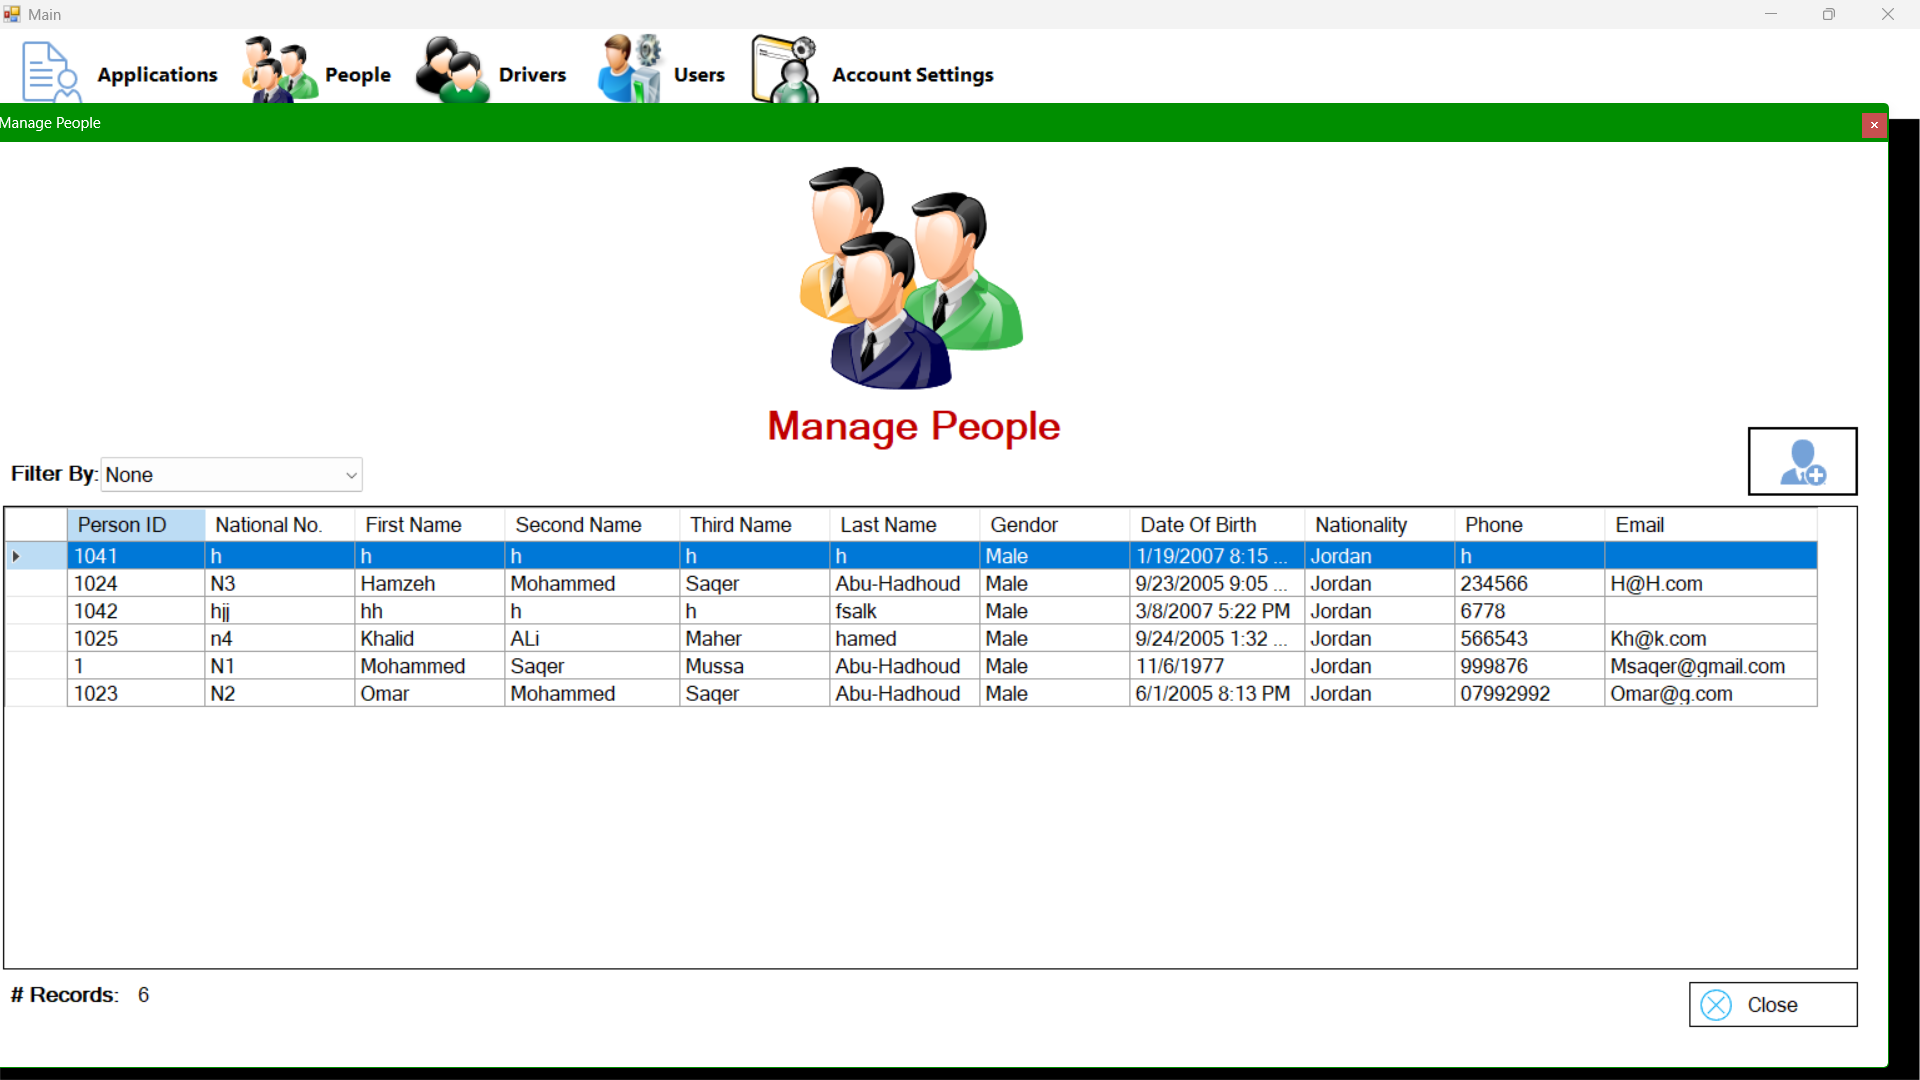 Main
Applications People Drivers Users Account Settings
Manage People
Manage People
Filter By: None
Person ID National No. First Name Second Name Third Name Last Name Gendor Date Of Birth Nationality Phone Email
1041 h h h h h Male 1/19/2007 8:15 ... Jordan h
1024 N3 Hamzeh Mohammed Saqer Abu-Hadhoud Male 9/23/2005 9:05 ... Jordan 234566 H@H.com
1042 hjj hh h h fsalk Male 3/8/2007 5:22 PM Jordan 6778
1025 n4 Khalid ALi Maher hamed Male 9/24/2005 1:32 ... Jordan 566543 Kh@k.com
1 N1 Mohammed Saqer Mussa Abu-Hadhoud Male 11/6/1977 Jordan 999876 Msaqer@gmail.com
1023 N2 Omar Mohammed Saqer Abu-Hadhoud Male 6/1/2005 8:13 PM Jordan 07992992 Omar@g.com
# Records: 6
Close